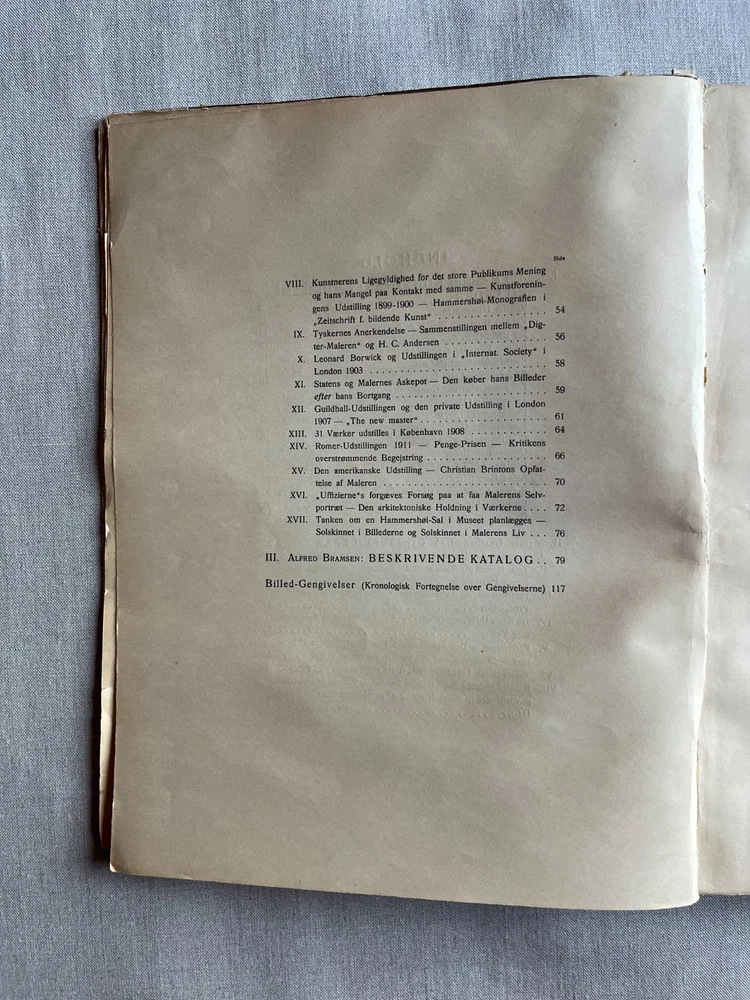 Side
VIII. Kunstnerens Ligegyldighed for det store Publikums Mening
og hans Mangel paa Kontakt med samme — Kunstforenin-
gens Udstilling 1899-1900 — Hammershøi-Monografien i
„Zeitschrift f. bildende Kunst“ . . . . . . . . . . . . . . . . . 54
IX. Tyskernes Anerkendelse — Sammenstillingen mellem „Dig-
ter-Maleren“ og H. C. Andersen . . . . . . . . . . . . . . . . 56
X. Leonard Borwick og Udstillingen i „Internat. Society“ i
London 1903 . . . . . . . . . . . . . . . . . . . . . . . . . . . 58
XI. Statens og Malernes Askepot — Den køber hans Billeder
efter hans Bortgang . . . . . . . . . . . . . . . . . . . . . . . 59
XII. Guildhall-Udstillingen og den private Udstilling i London
1907 — „The new master“ . . . . . . . . . . . . . . . . . . . 61
XIII. 31 Værker udstilles i København 1908 . . . . . . . . . . . 64
XIV. Romer-Udstillingen 1911 — Penge-Prisen — Kritikens
overstrømmende Begejstring . . . . . . . . . . . . . . . . . 66
XV. Den amerikanske Udstilling — Christian Brintons Opfat-
telse af Maleren . . . . . . . . . . . . . . . . . . . . . . . . 70
XVI. „Uffizierne“s forgæves Forsøg paa at faa Malerens Selv-
portræt — Den arkitektoniske Holdning i Værkerne . . . . 72
XVII. Tanken om en Hammershøi-Sal i Museet planlægges —
Solskinnet i Billederne og Solskinnet i Malerens Liv . . . 76
III. ALFRED BRAMSEN: BESKRIVENDE KATALOG . . 79
Billed-Gengivelser (Kronologisk Fortegnelse over Gengivelserne) 117